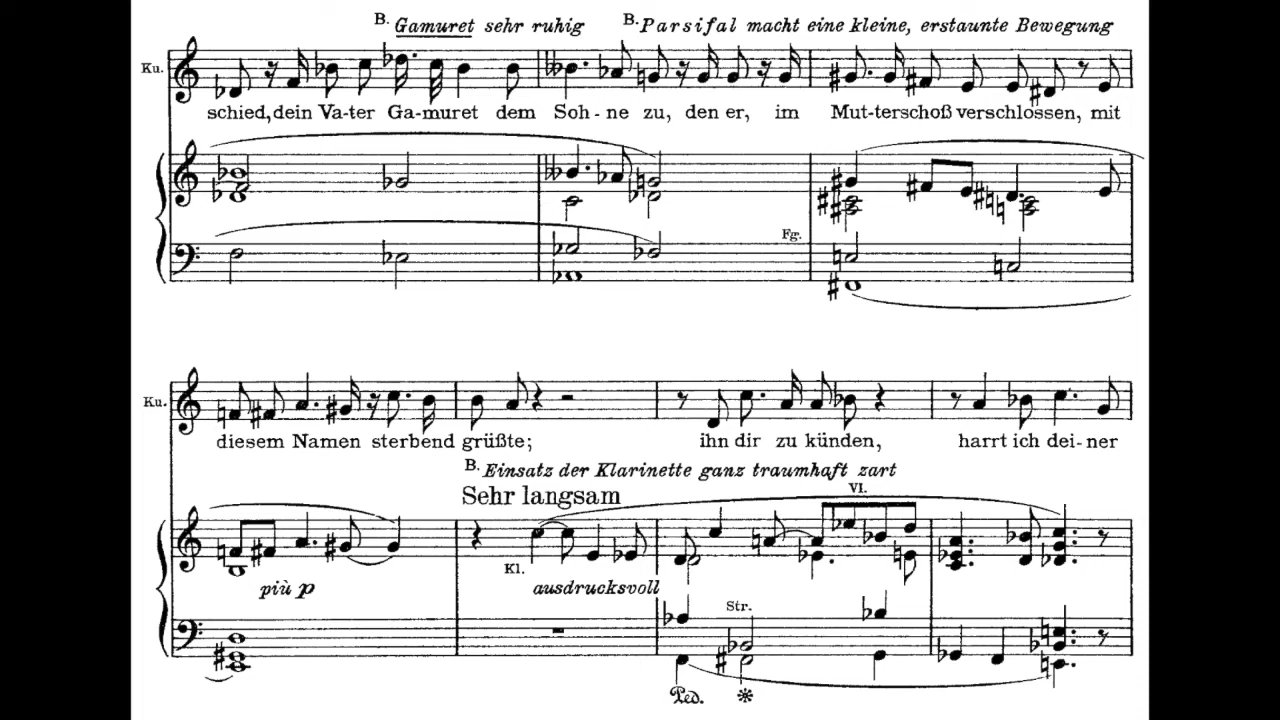 B. Gamuret sehr ruhig B. Parsifal macht eine kleine, erstaunte Bewegung
Ku.
schied, dein Va-ter Ga-muret dem Soh-ne zu, den er, im Mut-terschoß verschlossen, mit
Fg.
Ku.
diesem Namen sterbend grüßte; ihn dir zu künden, harrt ich dei-ner
B. Einsatz der Klarinette ganz traumhaft zart
Sehr langsam
Vl.
Kl.
più p ausdrucksvoll
Str.
Ped.